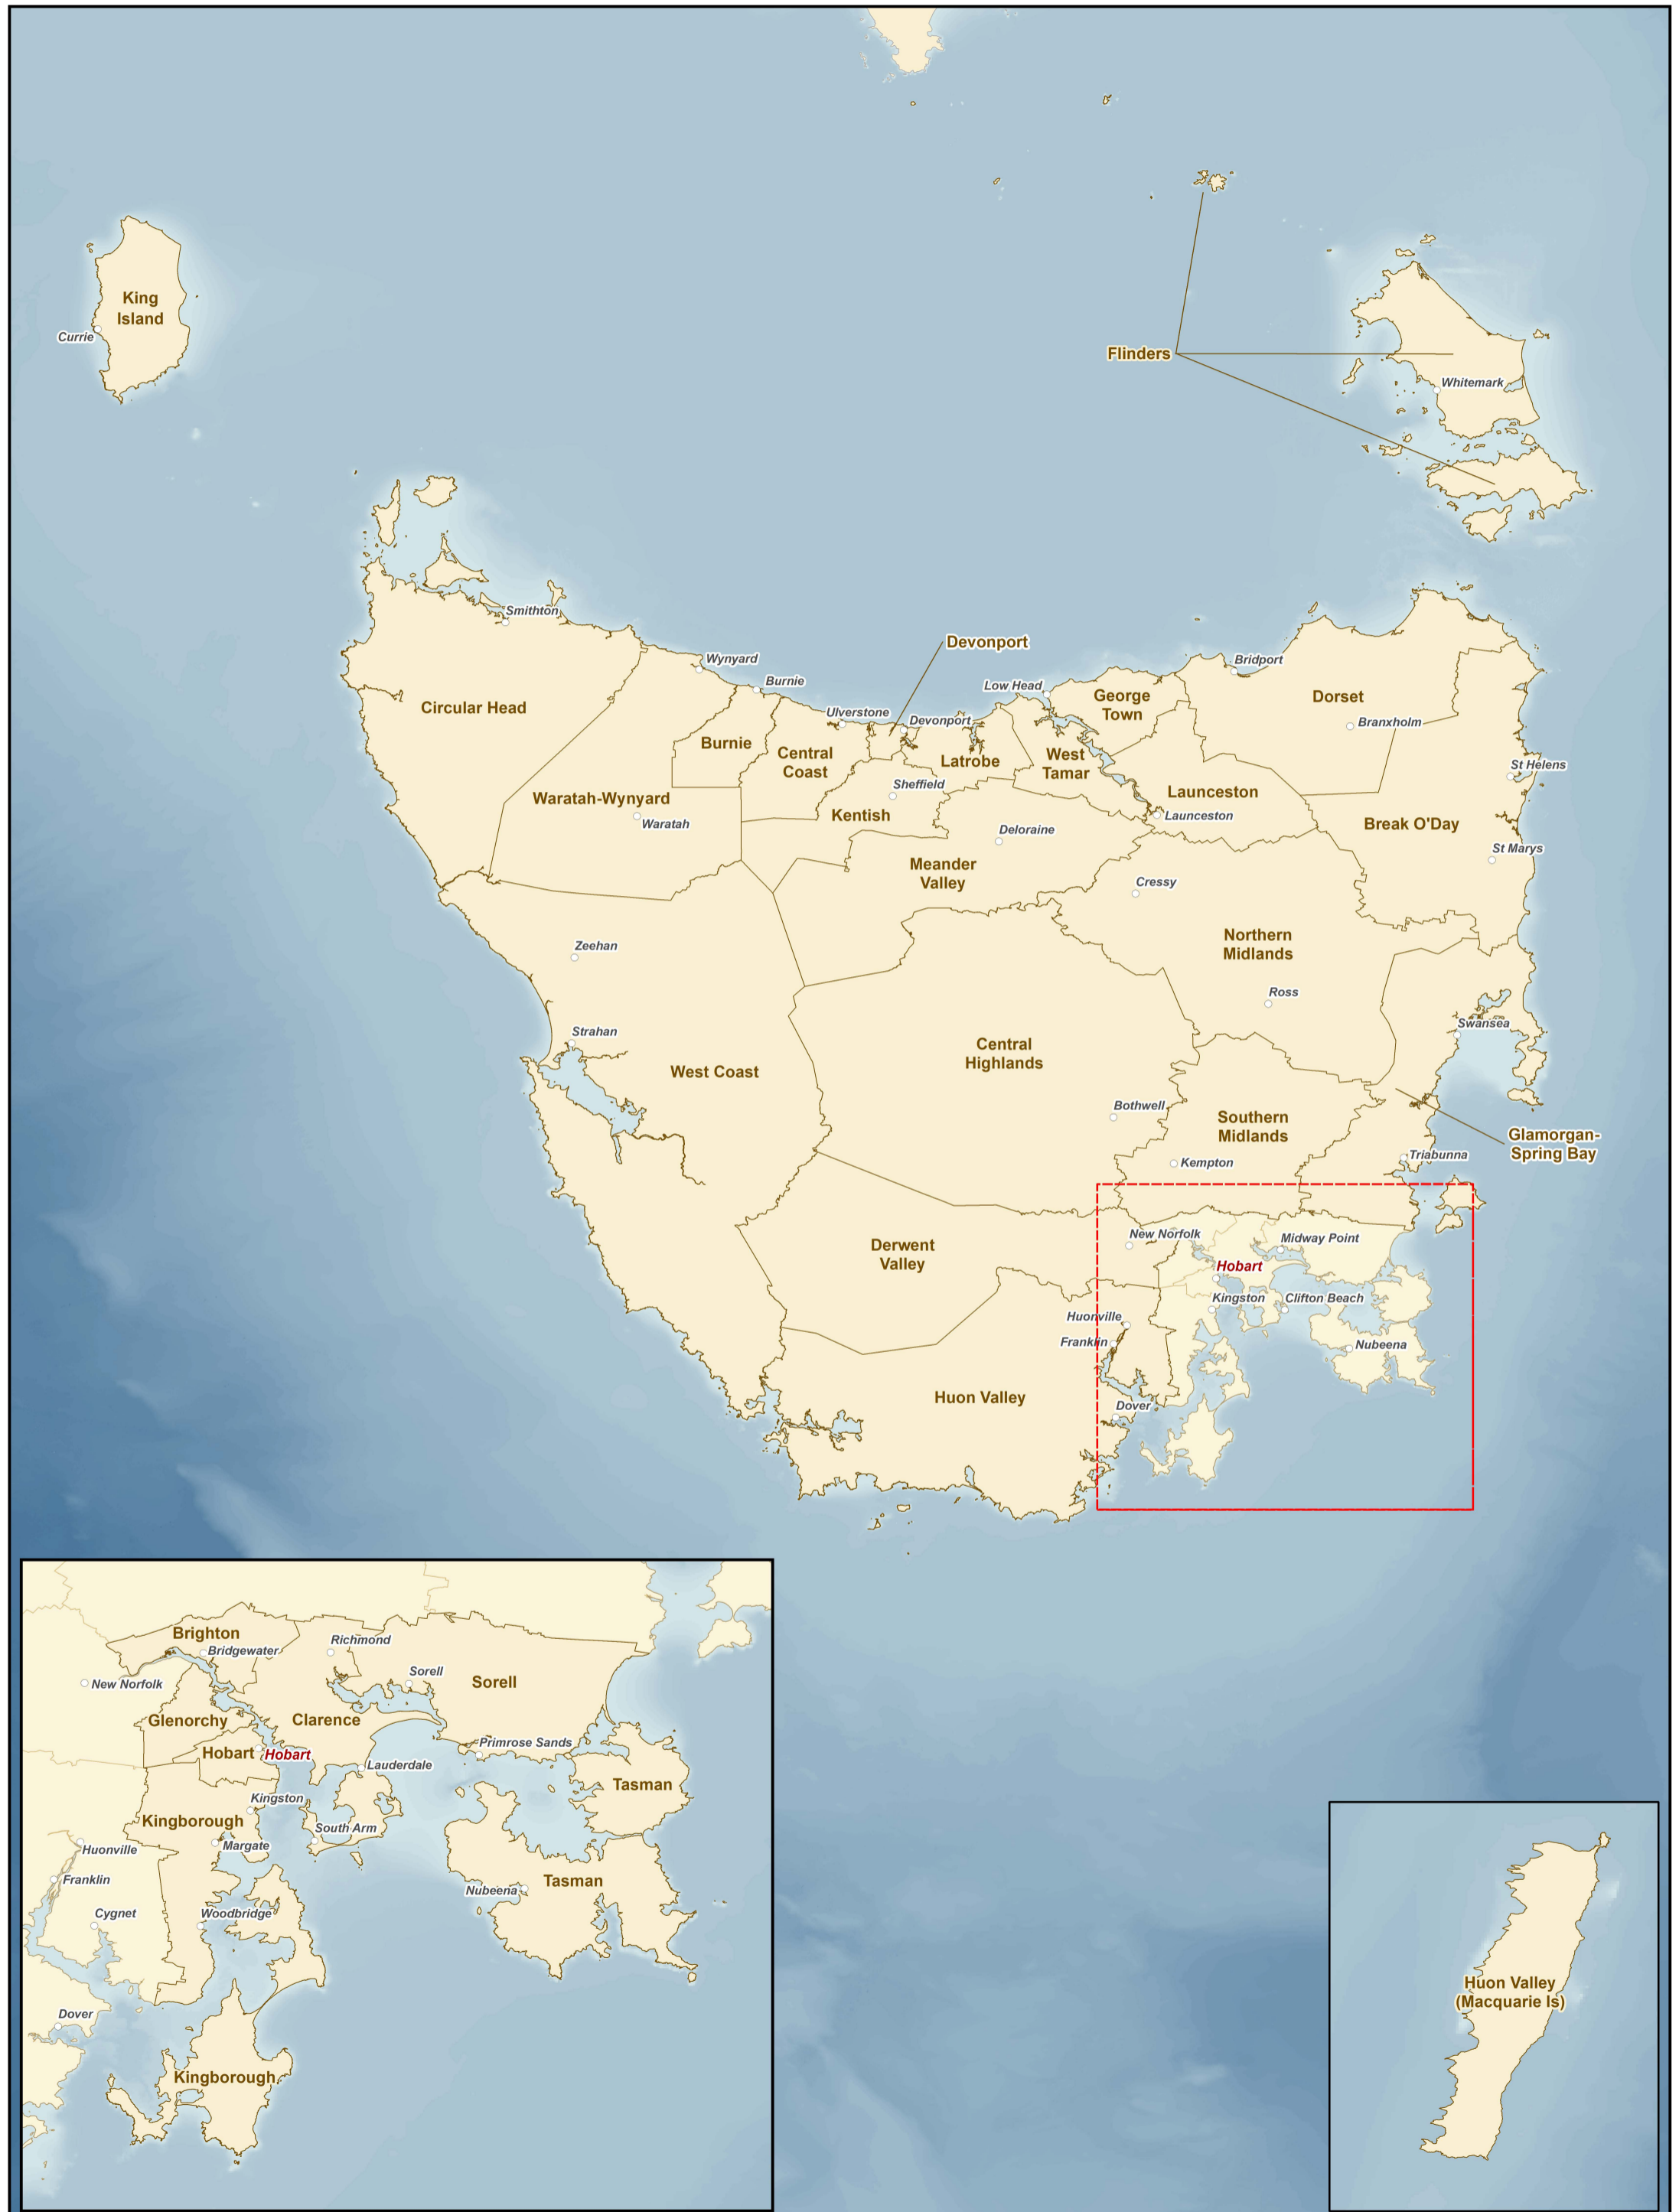 King
Island
Currie
Flinders
Whitemark
Smithton
Devonport
Wynyard
Bridport
Burnie
Low Head
George
Town
Dorset
Circular Head
Ulverstone
Devonport
Branxholm
Burnie
Central
Coast
Latrobe
West
Tamar
St Helens
Sheffield
Launceston
Waratah-Wynyard
Kentish
Launceston
Waratah
Break O'Day
Deloraine
St Marys
Meander
Valley
Cressy
Zeehan
Northern
Midlands
Ross
Strahan
Swansea
Central
Highlands
West Coast
Bothwell
Southern
Midlands
Glamorgan-
Spring Bay
Triabunna
Kempton
New Norfolk
Midway Point
Derwent
Valley
Hobart
Kingston
Clifton Beach
Huonville
Franklin
Nubeena
Huon Valley
Dover
Brighton
Bridgewater
Richmond
Sorell
New Norfolk
Sorell
Glenorchy
Clarence
Hobart
Hobart
Primrose Sands
Lauderdale
Tasman
Kingston
Kingborough
South Arm
Margate
Huonville
Franklin
Tasman
Nubeena
Cygnet
Woodbridge
Dover
Kingborough
Huon Valley
(Macquarie Is)